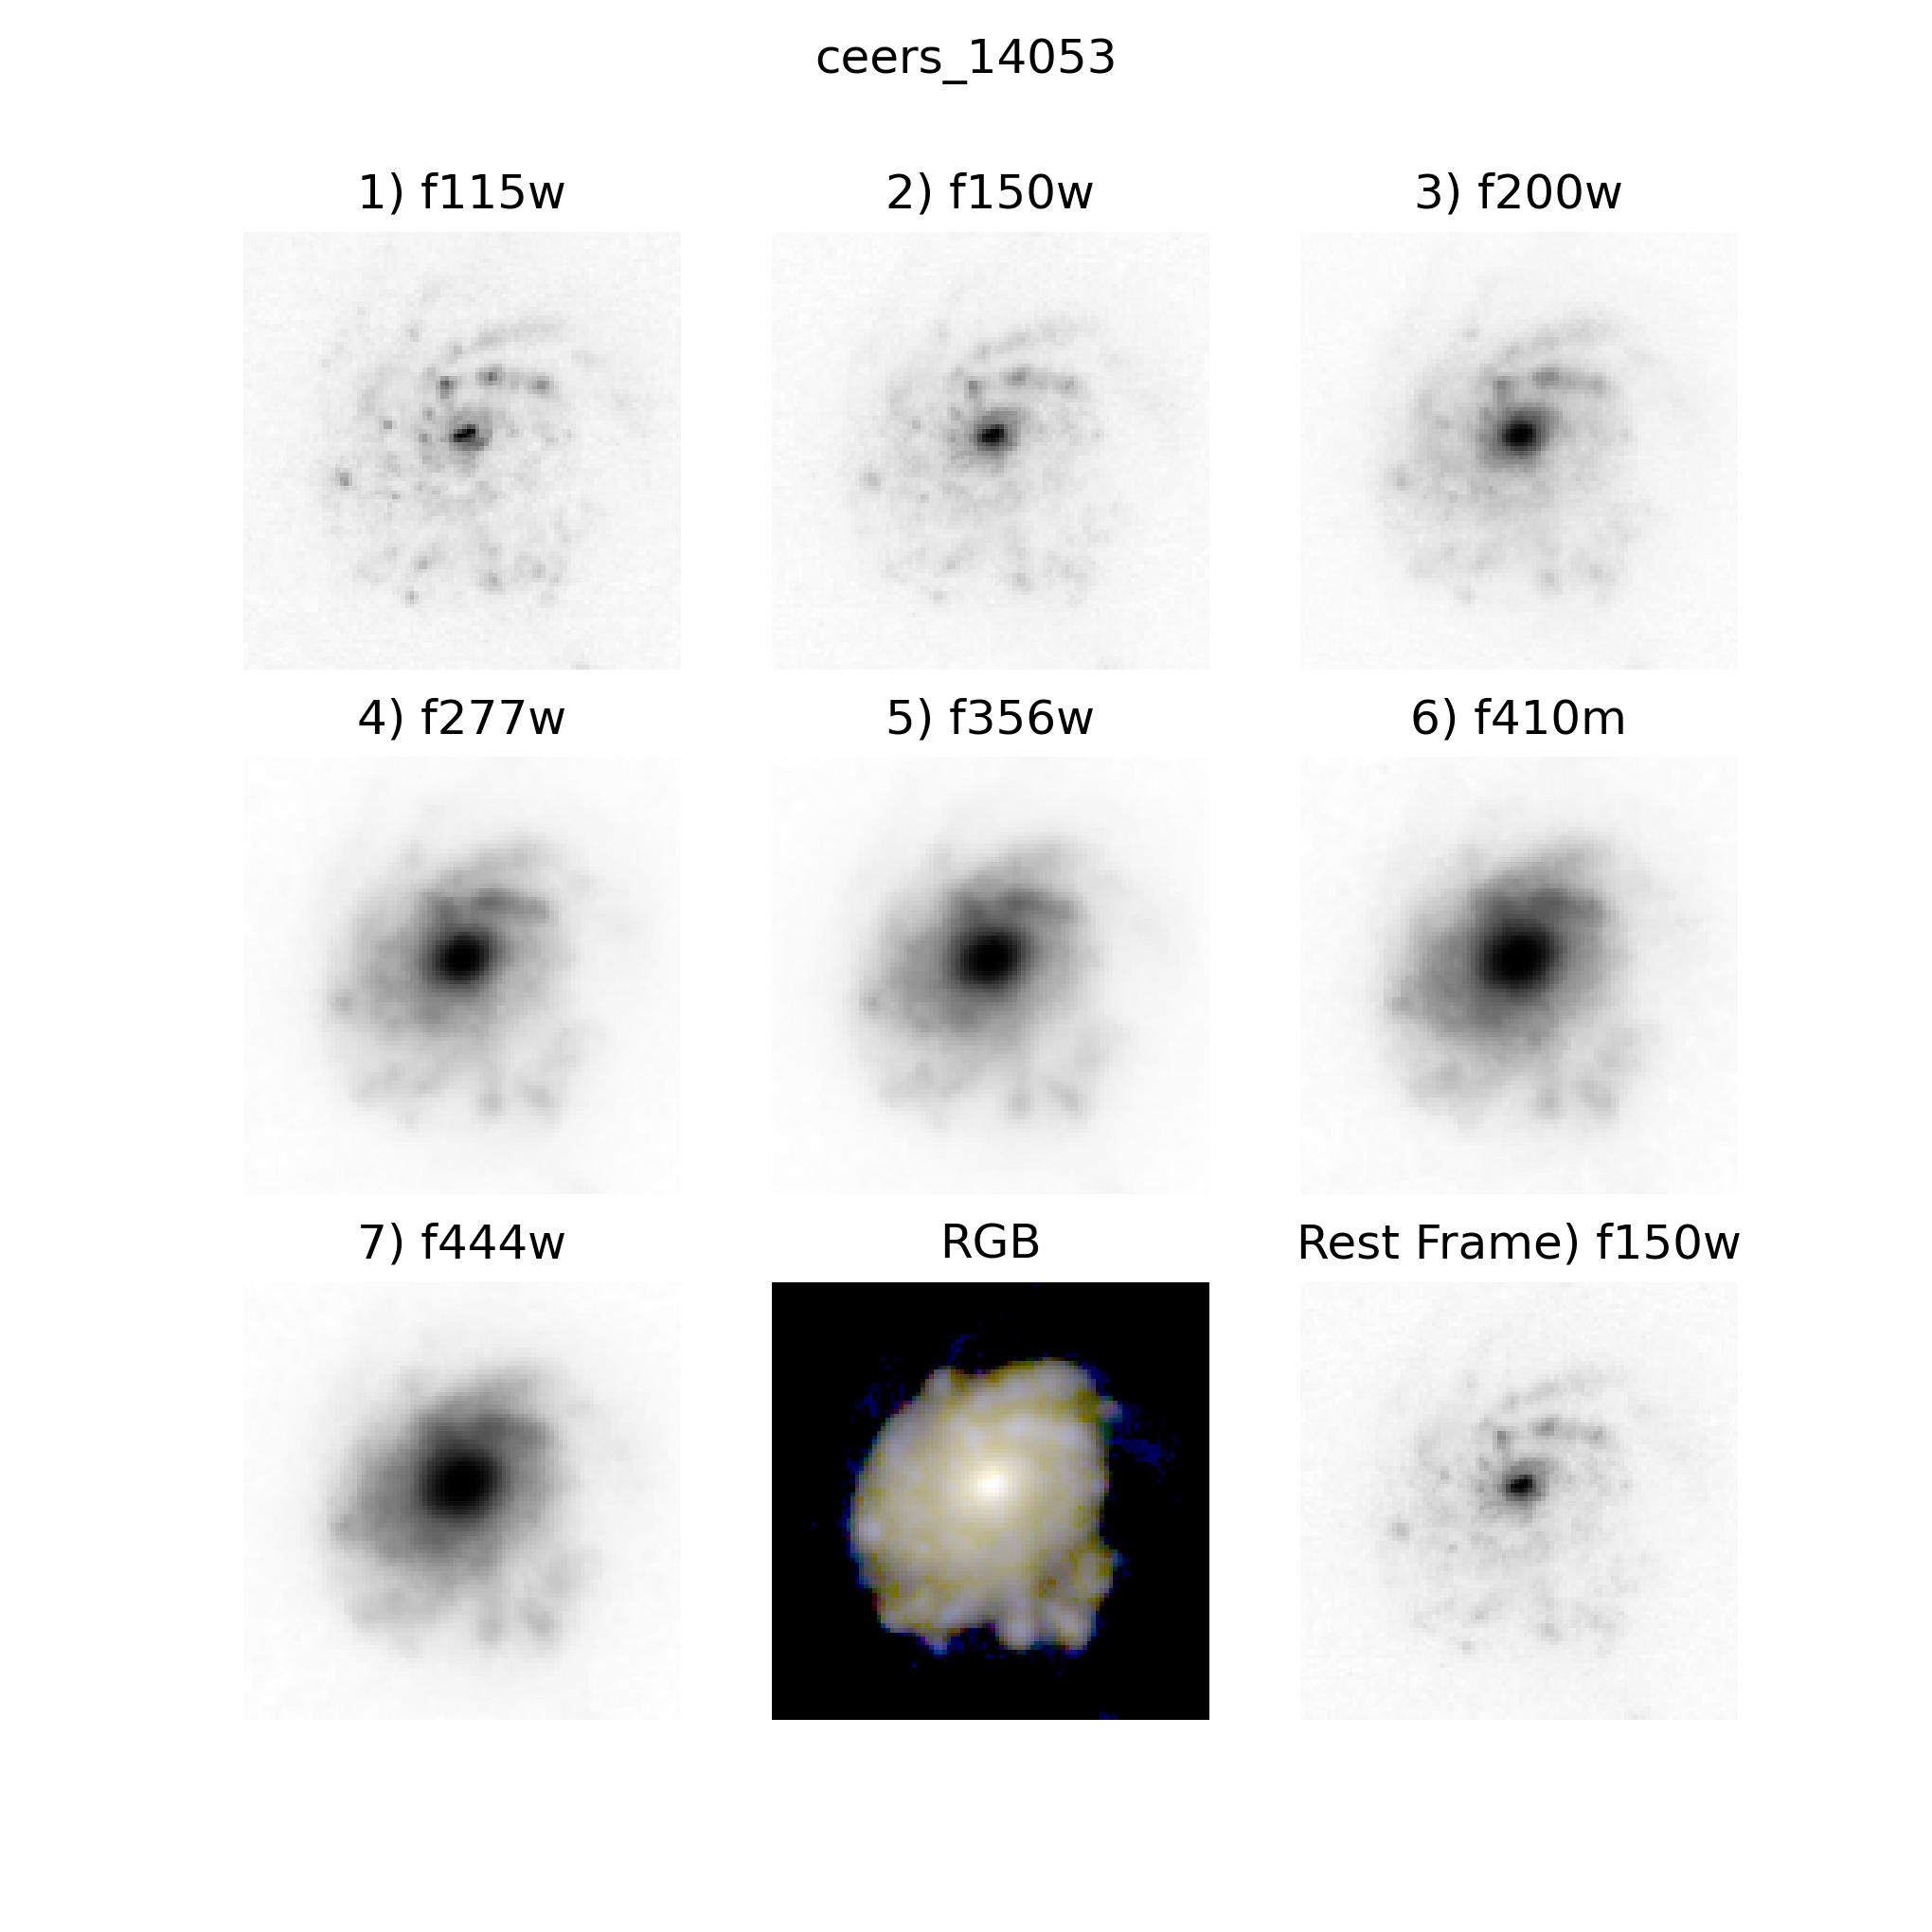 ceers_14053
1) f115w
2) f150w
3) f200w
4) f277w
5) f356w
6) f410m
7) f444w
RGB
Rest Frame) f150w